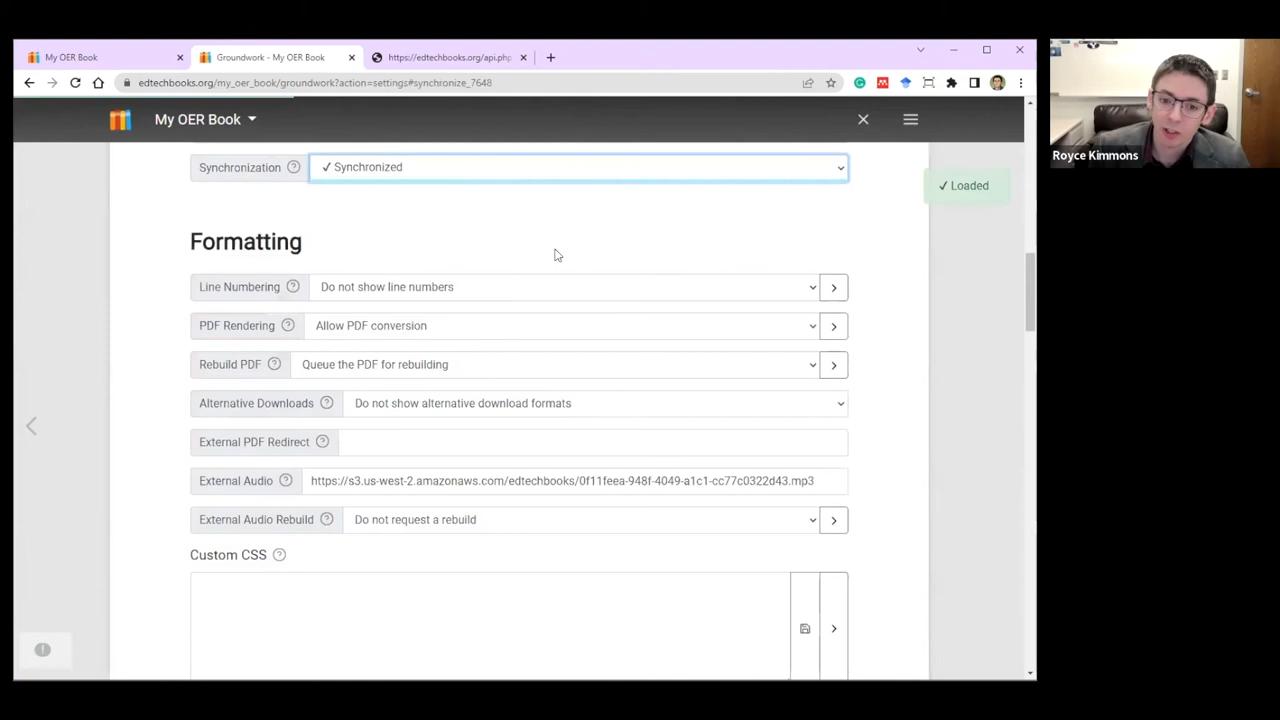 My OER Book
Groundwork - My OER Book
https://edtechbooks.org/api.php
edtechbooks.org/my_oer_book/groundwork?action=settings#synchronize_7648
My OER Book
Synchronization
✓ Synchronized
✓ Loaded
Formatting
Line Numbering
Do not show line numbers
PDF Rendering
Allow PDF conversion
Rebuild PDF
Queue the PDF for rebuilding
Alternative Downloads
Do not show alternative download formats
External PDF Redirect
External Audio
https://s3.us-west-2.amazonaws.com/edtechbooks/0f11feea-948f-4049-a1c1-cc77c0322d43.mp3
External Audio Rebuild
Do not request a rebuild
Custom CSS
Royce Kimmons